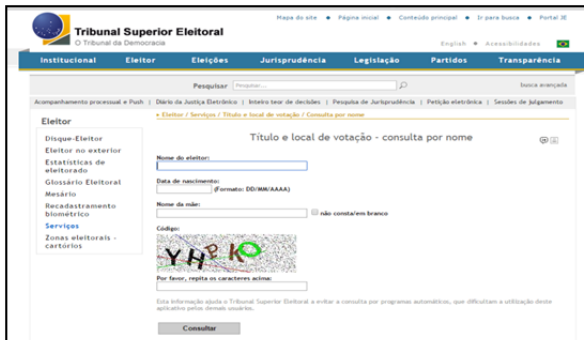 Mapa do site • Página inicial • Conteúdo principal • Ir para busca • Portal JE
Tribunal Superior Eleitoral
O Tribunal da Democracia
English • Acessibilidades
Institucional Eleitor Eleições Jurisprudência Legislação Partidos Transparência
Pesquisar Pesquisar... busca avançada
Acompanhamento processual e Push | Diário da Justiça Eletrônico | Inteiro teor de decisões | Pesquisa de Jurisprudência | Petição eletrônica | Sessões de julgamento
Eleitor
Disque-Eleitor
Eleitor no exterior
Estatísticas de
eleitorado
Glossário Eleitoral
Mesário
Recadastramento
biométrico
Serviços
Zonas eleitorais -
cartórios
Eleitor / Serviços / Título e local de votação / Consulta por nome
Título e local de votação - consulta por nome
Nome do eleitor:
Data de nascimento:
(Formato: DD/MM/AAAA)
Nome da mãe:
não consta/em branco
Código:
YHPKO
Por favor, repita os caracteres acima:
Esta informação ajuda o Tribunal Superior Eleitoral a evitar a consulta por programas automáticos, que dificultam a utilização deste
aplicativo pelos demais usuários.
Consultar